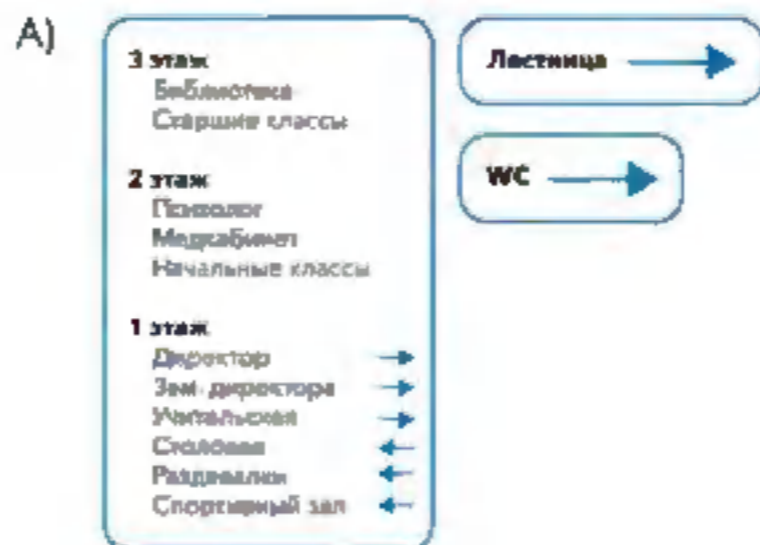 А)
3 этаж
Библиотека
Старшие классы
2 этаж
Психолог
Медкабинет
Начальные классы
1 этаж
Директор
Зам. директора
Учительская
Столовая
Раздевалки
Спортивный зал
Лестница
WC